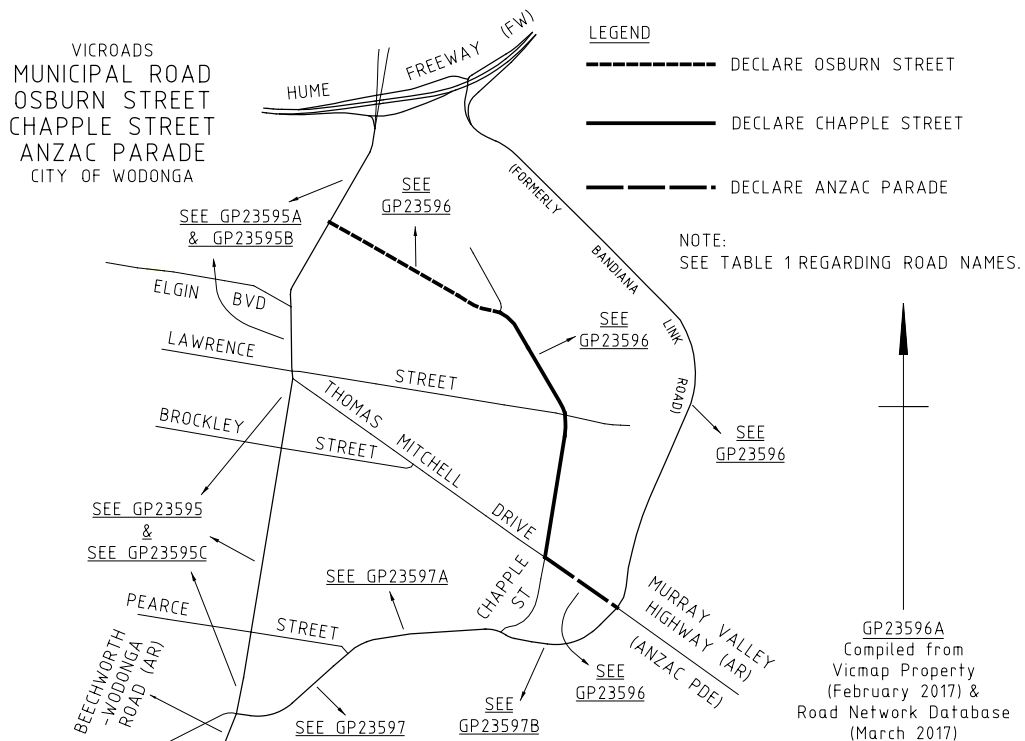 VICROADS
MUNICIPAL ROAD
OSBURN STREET
CHAPPLE STREET
ANZAC PARADE
CITY OF WODONGA
HUME FREEWAY (FW)
LEGEND
DECLARE OSBURN STREET
DECLARE CHAPPLE STREET
DECLARE ANZAC PARADE
NOTE:
SEE TABLE 1 REGARDING ROAD NAMES.
SEE
GP23596
SEE GP23595A
& GP23595B
(FORMERLY BANDIANA LINK ROAD)
ELGIN BVD
SEE
GP23596
LAWRENCE STREET
THOMAS MITCHELL DRIVE
BROCKLEY STREET
SEE
GP23596
SEE GP23595
&
SEE GP23595C
SEE GP23597A
CHAPPLE
ST
PEARCE STREET
MURRAY VALLEY
HIGHWAY (AR)
(ANZAC PDE)
BEECHWORTH
-WODONGA
ROAD (AR)
SEE
GP23596
SEE
GP23597B
SEE GP23597
GP23596A
Compiled from
Vicmap Property
(February 2017) &
Road Network Database
(March 2017)